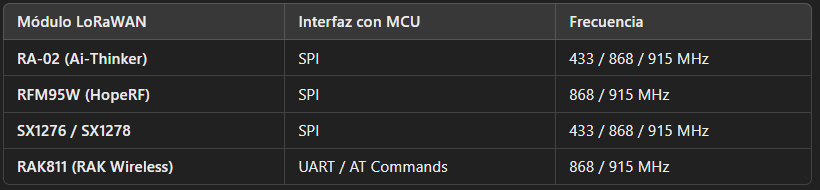 Módulo LoRaWAN Interfaz con MCU Frecuencia
RA-02 (Ai-Thinker) SPI 433 / 868 / 915 MHz
RFM95W (HopeRF) SPI 868 / 915 MHz
SX1276 / SX1278 SPI 433 / 868 / 915 MHz
RAK811 (RAK Wireless) UART / AT Commands 868 / 915 MHz